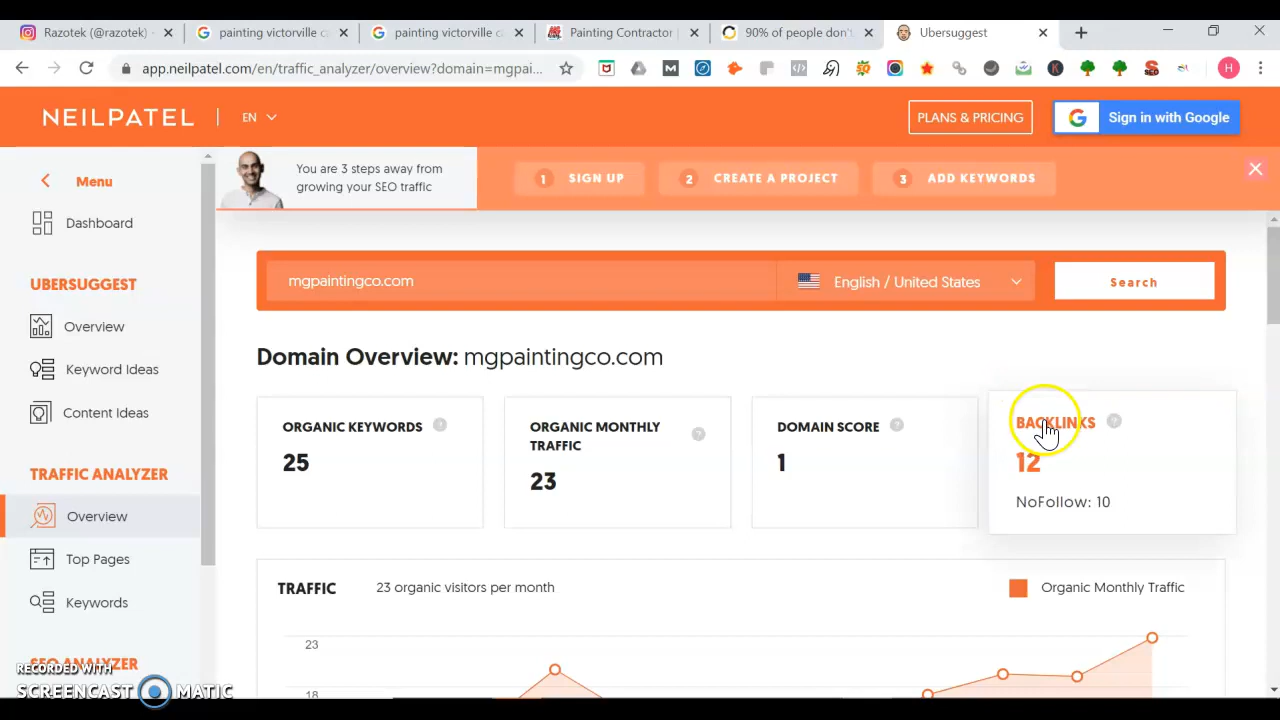 Razotek (@razotek) -
painting victorville ca
painting victorville ca
Painting Contractor
90% of people don't
Ubersuggest
app.neilpatel.com/en/traffic_analyzer/overview?domain=mgpai...
NEILPATEL
EN
PLANS & PRICING
Sign in with Google
Menu
You are 3 steps away from
growing your SEO traffic
1 SIGN UP
2 CREATE A PROJECT
3 ADD KEYWORDS
Dashboard
UBERSUGGEST
Overview
Keyword Ideas
Content Ideas
TRAFFIC ANALYZER
Overview
Top Pages
Keywords
SEO ANALYZER
mgpaintingco.com
English / United States
Search
Domain Overview: mgpaintingco.com
ORGANIC KEYWORDS
25
ORGANIC MONTHLY
TRAFFIC
23
DOMAIN SCORE
1
BACKLINKS
12
NoFollow: 10
TRAFFIC
23 organic visitors per month
Organic Monthly Traffic
23
18
RECORDED WITH
SCREENCAST MATIC